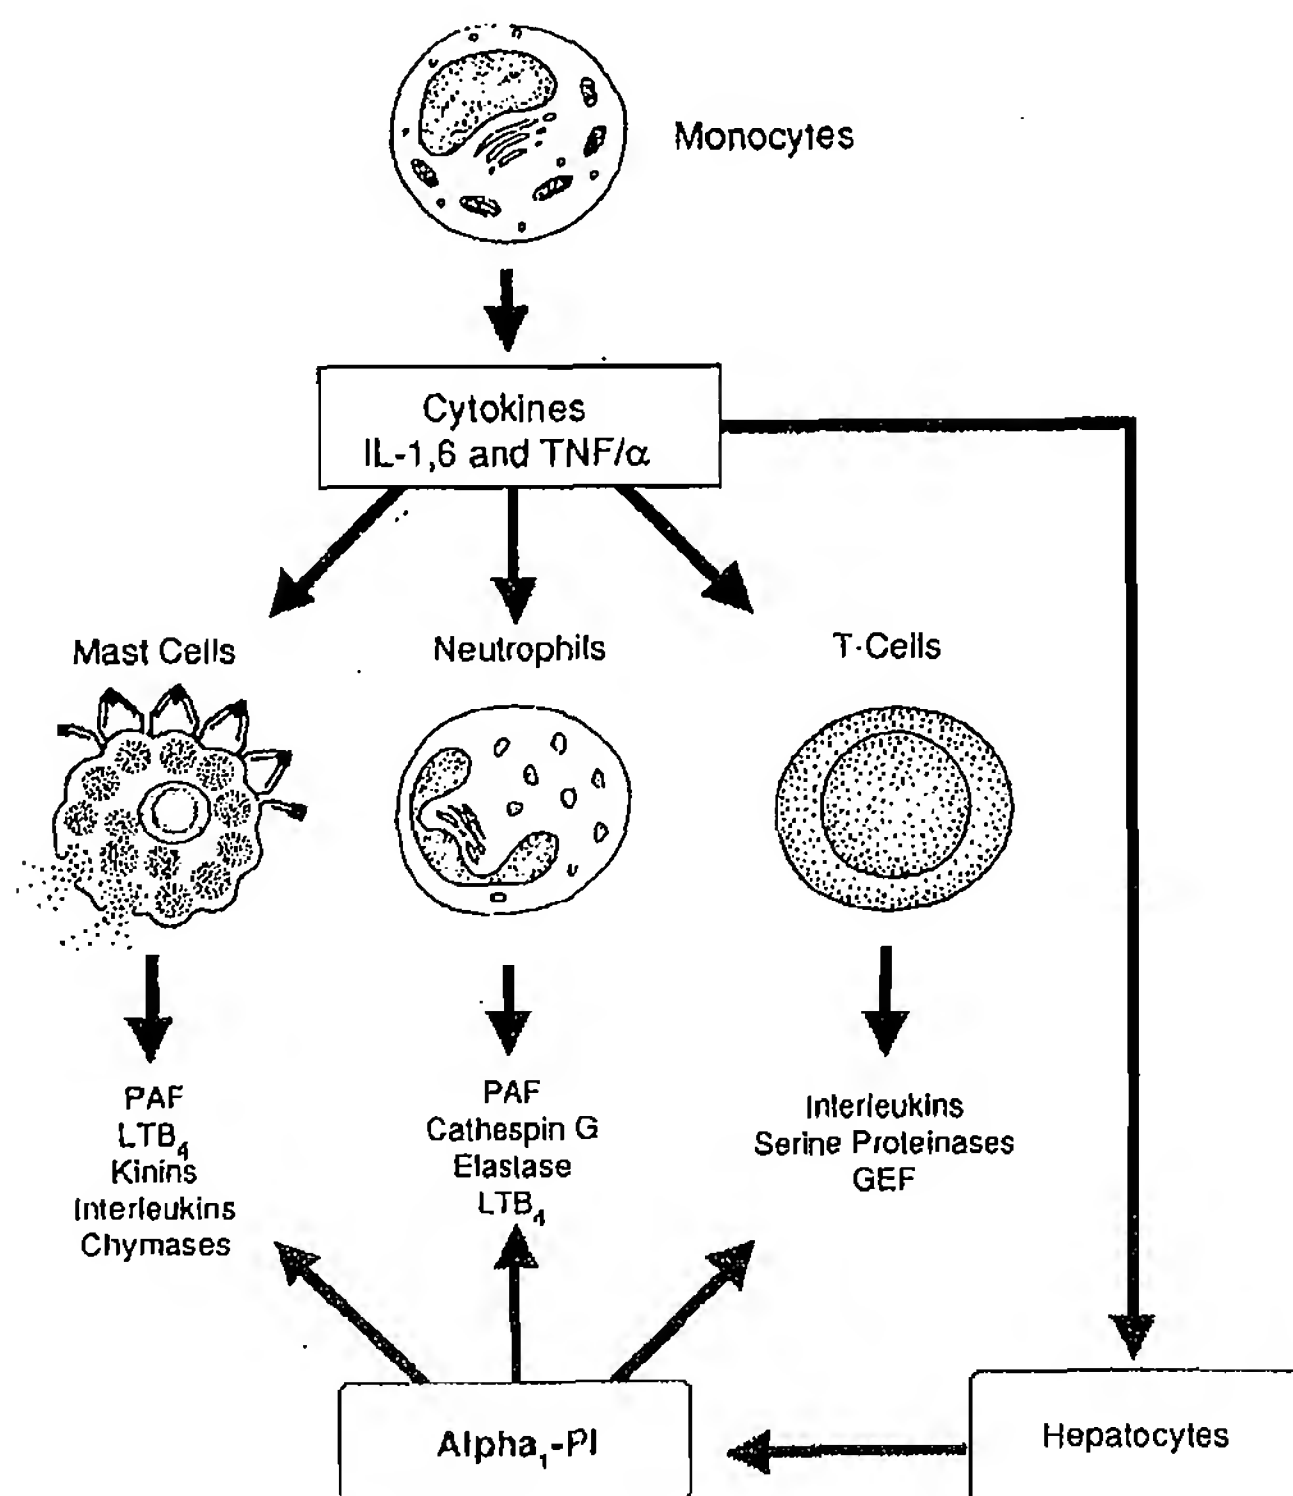 Monocytes
Cytokines
IL-1,6 and TNF/α
Mast Cells
Neutrophils
T-Cells
PAF
LTB₄
Kinins
Interleukins
Chymases
PAF
Cathespin G
Elastase
LTB₄
Interleukins
Serine Proteinases
GEF
Alpha₁-PI
Hepatocytes